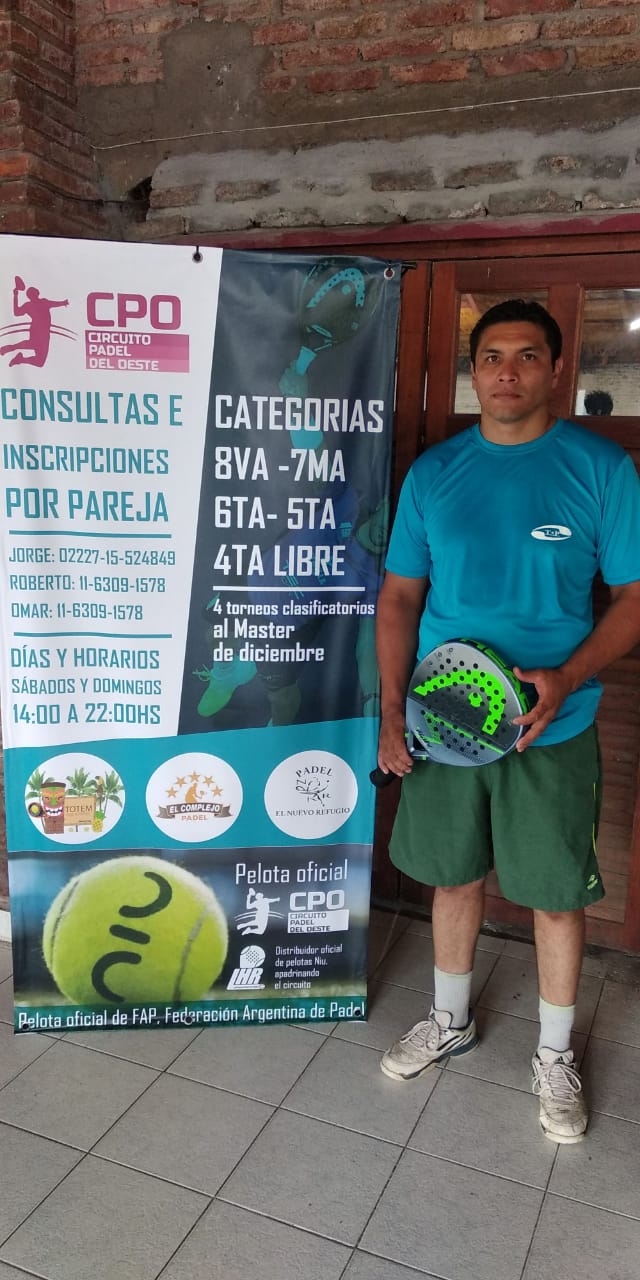 CPO
CIRCUITO
PADEL
DEL OESTE
CONSULTAS E
INSCRIPCIONES
POR PAREJA
JORGE: 02227-15-524849
ROBERTO: 11-6309-1578
OMAR: 11-6309-1578
DÍAS Y HORARIOS
SÁBADOS Y DOMINGOS
14:00 A 22:00HS
CATEGORIAS
8VA -7MA
6TA- 5TA
4TA LIBRE
4 torneos clasificatorios
al Master
de diciembre
TOTEM
EL COMPLEJO
PADEL
PADEL
EL NUEVO REFUGIO
Pelota oficial
CPO
CIRCUITO
PADEL
DEL OESTE
LHR
Distribuidor oficial
de pelotas Niu.
apadrinando
el circuito
Pelota oficial de FAP, Federación Argentina de Padel